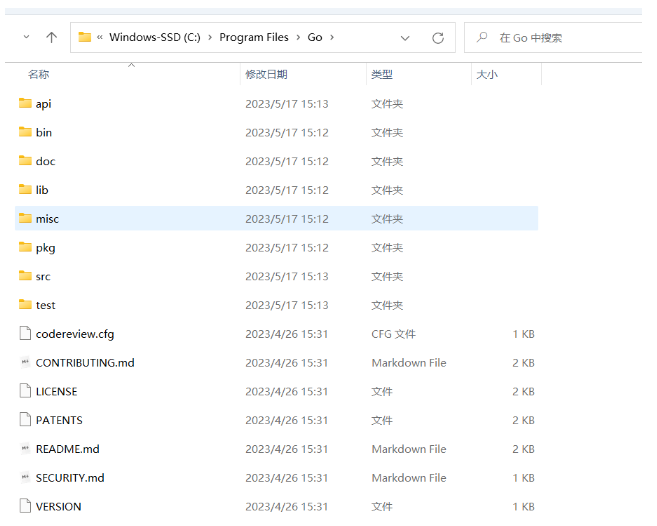 « Windows-SSD (C:) › Program Files › Go › 在 Go 中搜索
名称 修改日期 类型 大小
api 2023/5/17 15:13 文件夹
bin 2023/5/17 15:12 文件夹
doc 2023/5/17 15:12 文件夹
lib 2023/5/17 15:12 文件夹
misc 2023/5/17 15:12 文件夹
pkg 2023/5/17 15:12 文件夹
src 2023/5/17 15:13 文件夹
test 2023/5/17 15:13 文件夹
codereview.cfg 2023/4/26 15:31 CFG 文件 1 KB
CONTRIBUTING.md 2023/4/26 15:31 Markdown File 2 KB
LICENSE 2023/4/26 15:31 文件 2 KB
PATENTS 2023/4/26 15:31 文件 2 KB
README.md 2023/4/26 15:31 Markdown File 2 KB
SECURITY.md 2023/4/26 15:31 Markdown File 1 KB
VERSION 2023/4/26 15:31 文件 1 KB